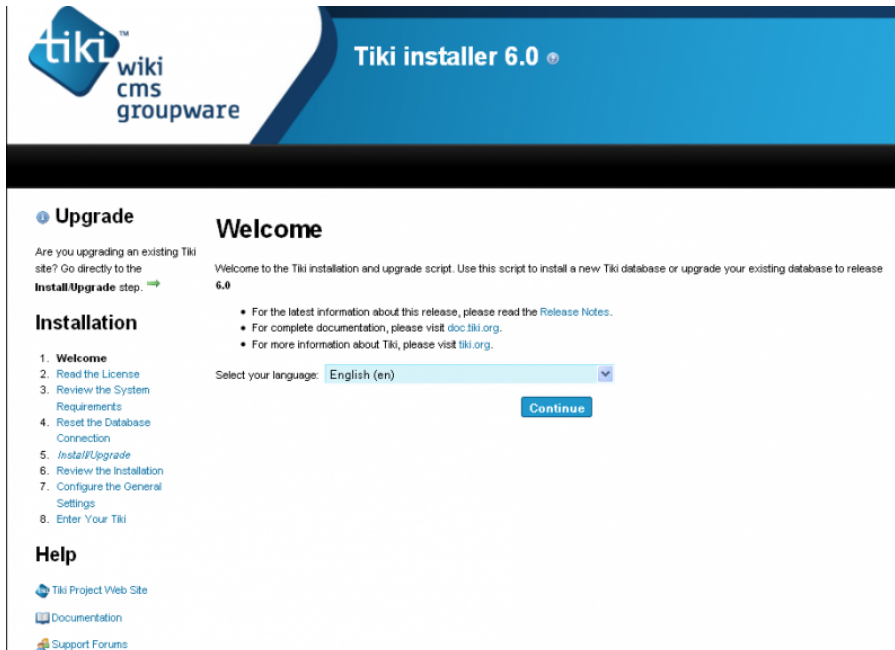 tiki™
wiki
cms
groupware
Tiki installer 6.0
Upgrade
Are you upgrading an existing Tiki
site? Go directly to the
Install/Upgrade step.
Installation
1. Welcome
2. Read the License
3. Review the System
Requirements
4. Reset the Database
Connection
5. Install/Upgrade
6. Review the Installation
7. Configure the General
Settings
8. Enter Your Tiki
Help
Tiki Project Web Site
Documentation
Support Forums
Welcome
Welcome to the Tiki installation and upgrade script. Use this script to install a new Tiki database or upgrade your existing database to release
6.0
• For the latest information about this release, please read the Release Notes.
• For complete documentation, please visit doc.tiki.org.
• For more information about Tiki, please visit tiki.org.
Select your language: English (en)
Continue